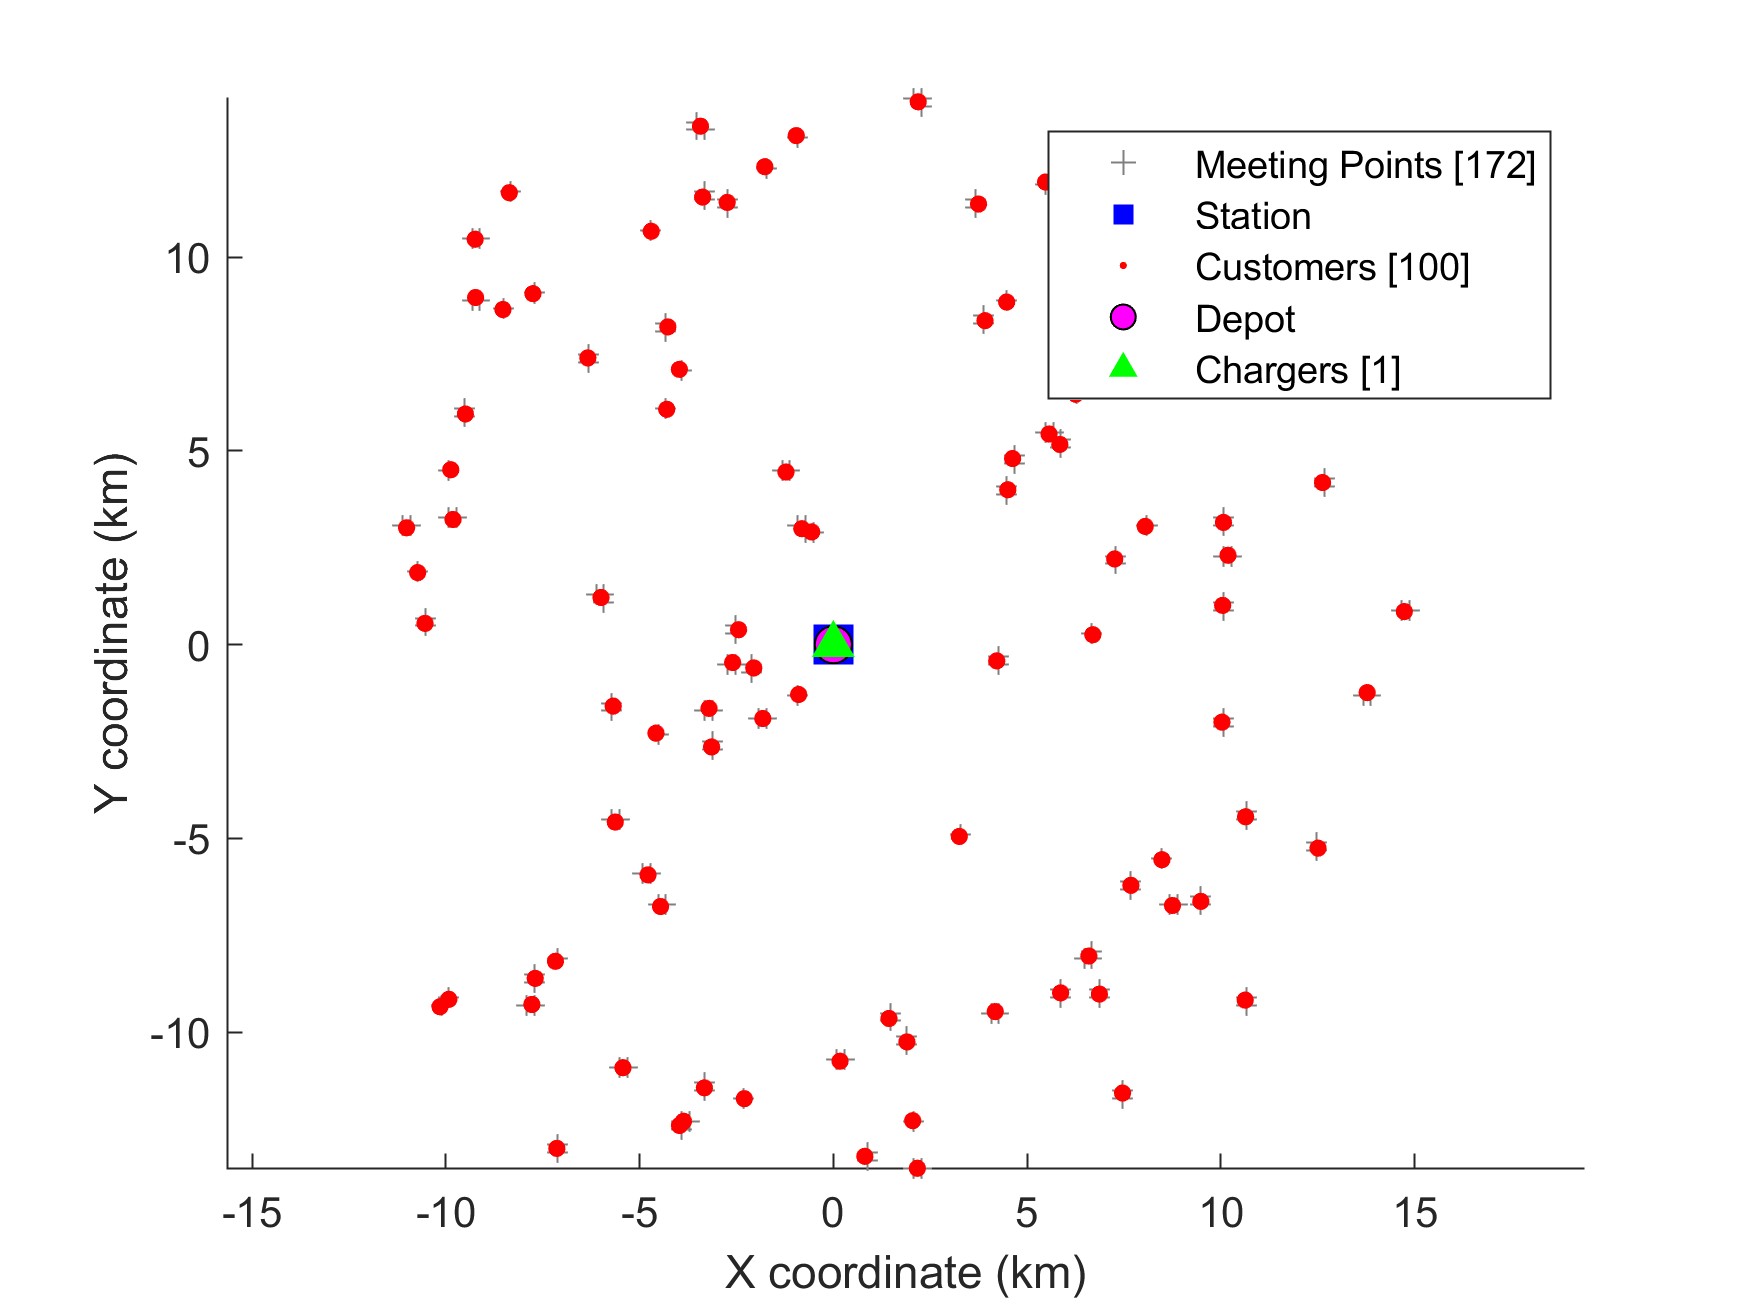 Meeting Points [172]
Station
Customers [100]
Depot
Chargers [1]
10
5
0
-5
-10
Y coordinate (km)
-15 -10 -5 0 5 10 15
X coordinate (km)